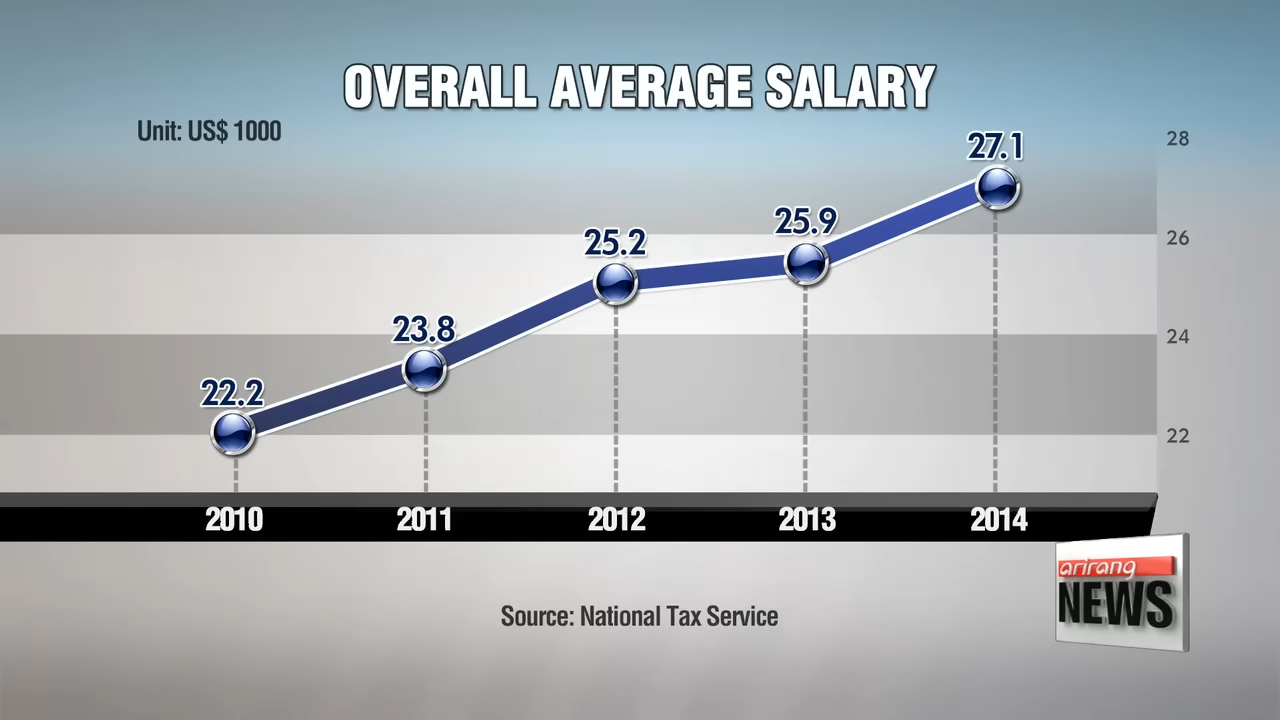 OVERALL AVERAGE SALARY
Unit: US$ 1000
28
26
24
22
22.2
23.8
25.2
25.9
27.1
2010 2011 2012 2013 2014
Source: National Tax Service
arirang
NEWS